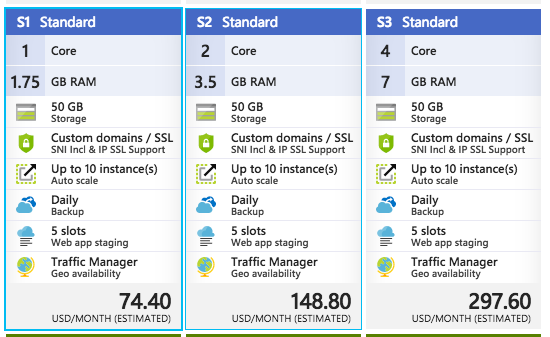 S1 Standard
1 Core
1.75 GB RAM
50 GB
Storage
Custom domains / SSL
SNI Incl & IP SSL Support
Up to 10 instance(s)
Auto scale
Daily
Backup
5 slots
Web app staging
Traffic Manager
Geo availability
74.40
USD/MONTH (ESTIMATED)
S2 Standard
2 Core
3.5 GB RAM
50 GB
Storage
Custom domains / SSL
SNI Incl & IP SSL Support
Up to 10 instance(s)
Auto scale
Daily
Backup
5 slots
Web app staging
Traffic Manager
Geo availability
148.80
USD/MONTH (ESTIMATED)
S3 Standard
4 Core
7 GB RAM
50 GB
Storage
Custom domains / SSL
SNI Incl & IP SSL Support
Up to 10 instance(s)
Auto scale
Daily
Backup
5 slots
Web app staging
Traffic Manager
Geo availability
297.60
USD/MONTH (ESTIMATED)